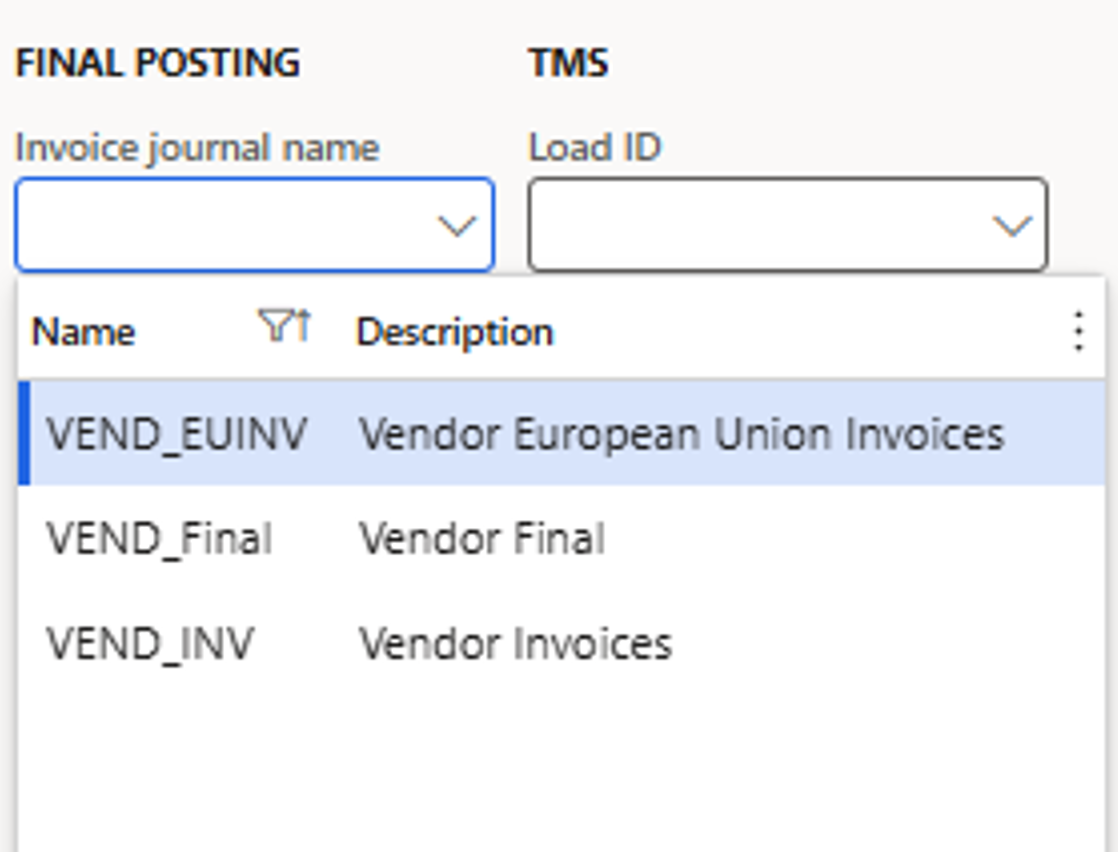 FINAL POSTING TMS
Invoice journal name Load ID
Name Description
VEND_EUINV Vendor European Union Invoices
VEND_Final Vendor Final
VEND_INV Vendor Invoices